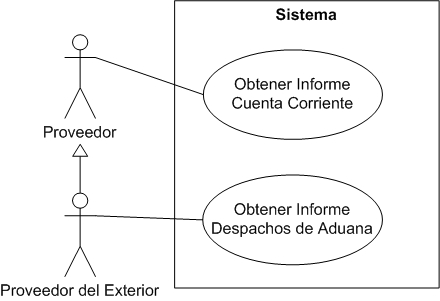 Sistema
Obtener Informe
Cuenta Corriente
Proveedor
Obtener Informe
Despachos de Aduana
Proveedor del Exterior